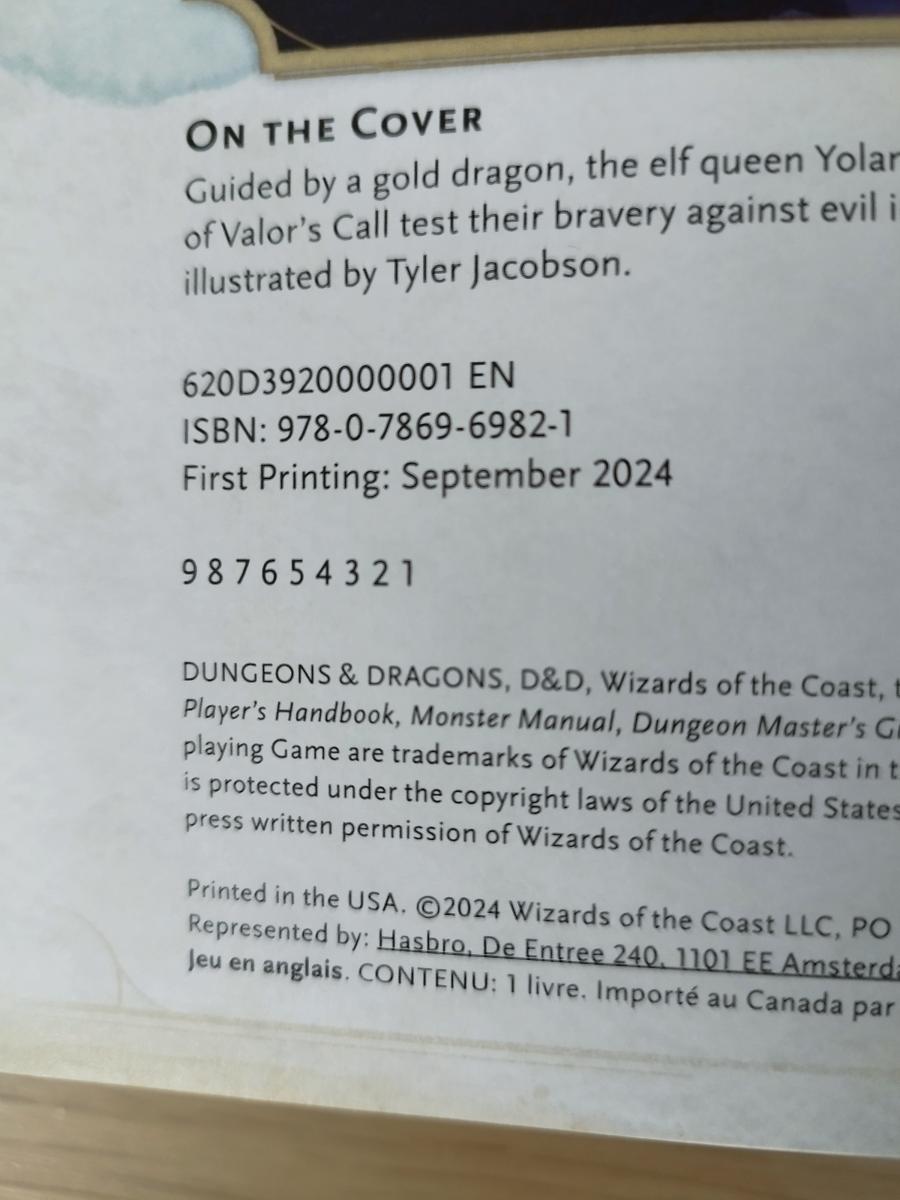 ON THE COVER
Guided by a gold dragon, the elf queen
of Valor's Call test their bravery against evil
illustrated by Tyler Jacobson.
620D3920000001 EN
ISBN: 978-0-7869-6982-1
First Printing: September 2024
9 8 7 6 5 4 3 2 1
DUNGEONS & DRAGONS, D&D, Wizards of the Coast,
Player's Handbook, Monster Manual, Dungeon Master's
playing Game are trademarks of Wizards of the Coast in
is protected under the copyright laws of the United States
press written permission of Wizards of the Coast.
Printed in the USA. ©2024 Wizards of the Coast LLC, PO
Represented by: Hasbro, De Entree 240, 1101 EE
Jeu en anglais. CONTENU: 1 livre. Importé au Canada par